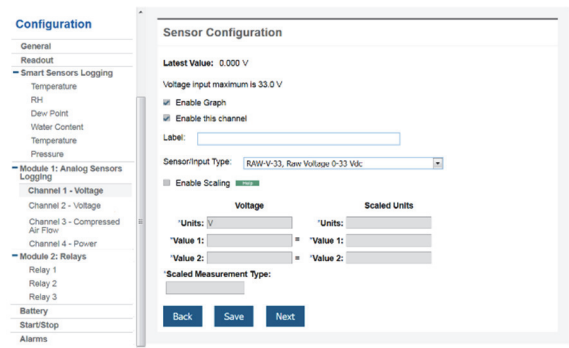 Configuration
General
Readout
Smart Sensors Logging
Temperature
RH
Dew Point
Water Content
Temperature
Pressure
Module 1: Analog Sensors
Logging
Channel 1 - Voltage
Channel 2 - Voltage
Channel 3 - Compressed
Air Flow
Channel 4 - Power
Module 2: Relays
Relay 1
Relay 2
Relay 3
Battery
Start/Stop
Alarms
Sensor Configuration
Latest Value: 0.000 V
Voltage input maximum is 33.0 V
Enable Graph
Enable this channel
Label:
Sensor/Input Type: RAW-V-33, Raw Voltage 0-33 Vdc
Enable Scaling Help
Voltage Scaled Units
*Units: V *Units:
*Value 1: = *Value 1:
*Value 2: = *Value 2:
*Scaled Measurement Type:
Back Save Next